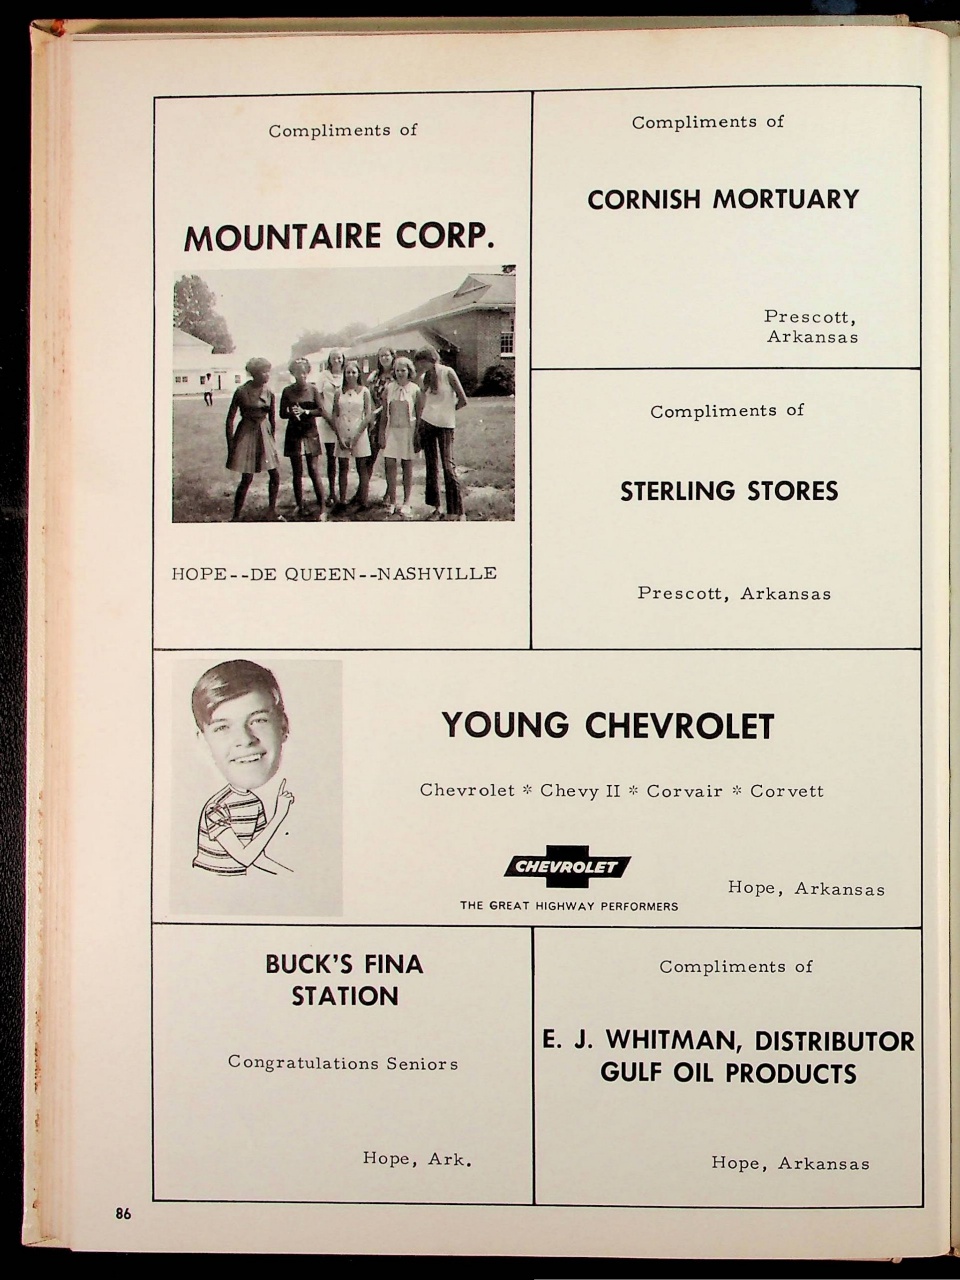 Compliments of
MOUNTAIRE CORP.
HOPE--DE QUEEN--NASHVILLE
Compliments of
CORNISH MORTUARY
Prescott,
Arkansas
Compliments of
STERLING STORES
Prescott, Arkansas
YOUNG CHEVROLET
Chevrolet * Chevy II * Corvair * Corvett
CHEVROLET
THE GREAT HIGHWAY PERFORMERS
Hope, Arkansas
BUCK'S FINA
STATION
Congratulations Seniors
Hope, Ark.
Compliments of
E. J. WHITMAN, DISTRIBUTOR
GULF OIL PRODUCTS
Hope, Arkansas
86